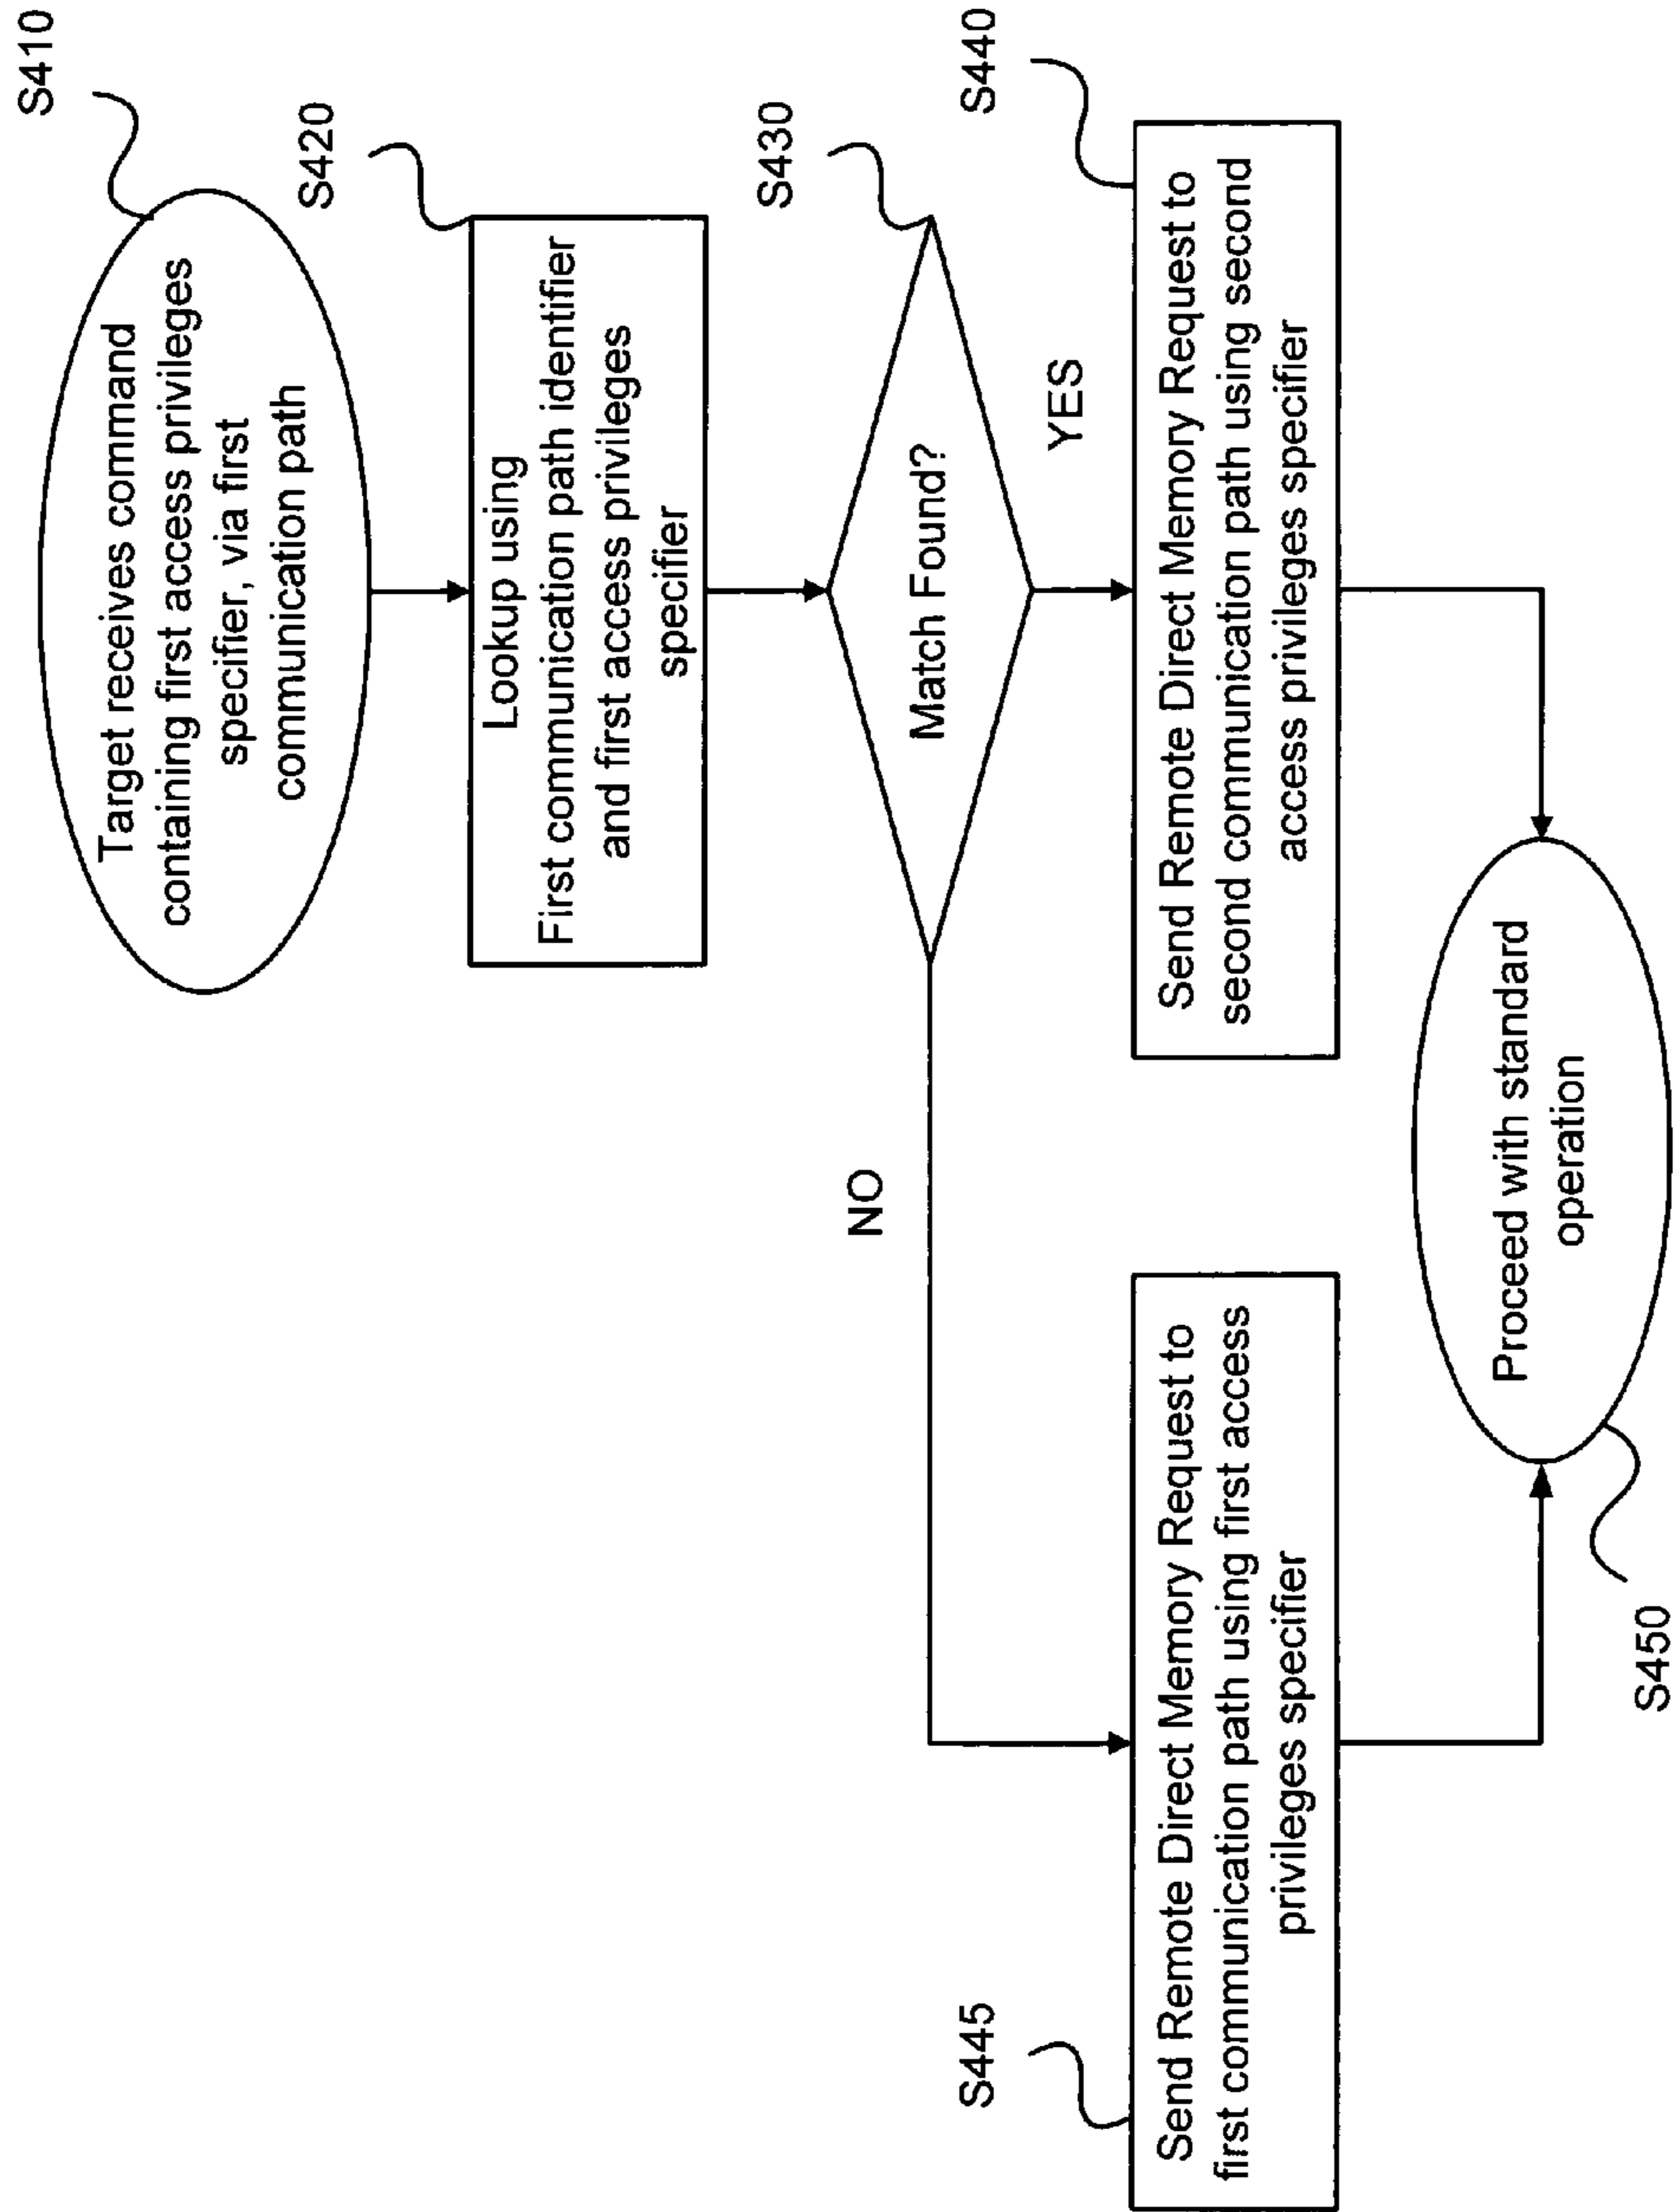 S410
Target receives command
containing first access privileges
specifier, via first
communication path
S420
Lookup using
First communication path identifier
and first access privileges
specifier
S430
Match Found?
NO
YES
S440
Send Remote Direct Memory Request to
second communication path using second
access privileges specifier
S445
Send Remote Direct Memory Request to
first communication path using first access
privileges specifier
Proceed with standard
operation
S450